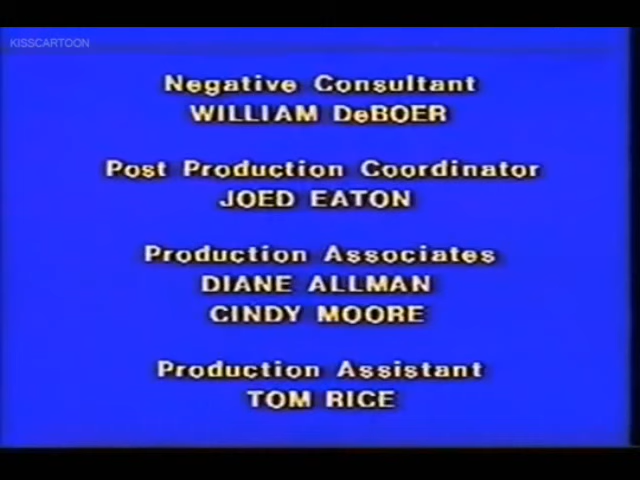 KISSCARTOON
Negative Consultant
WILLIAM DeBOER
Post Production Coordinator
JOED EATON
Production Associates
DIANE ALLMAN
CINDY MOORE
Production Assistant
TOM RICE